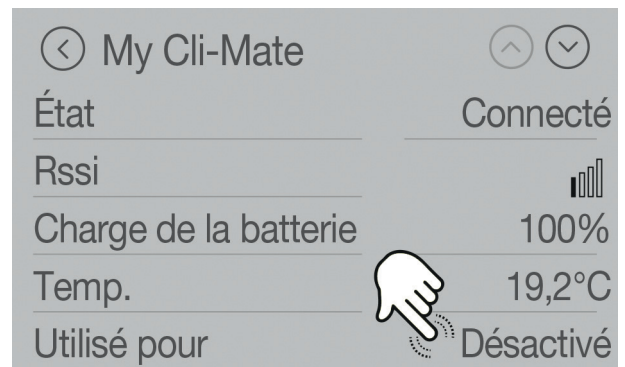 My Cli-Mate
État Connecté
Rssi
Charge de la batterie 100%
Temp. 19,2°C
Utilisé pour Désactivé